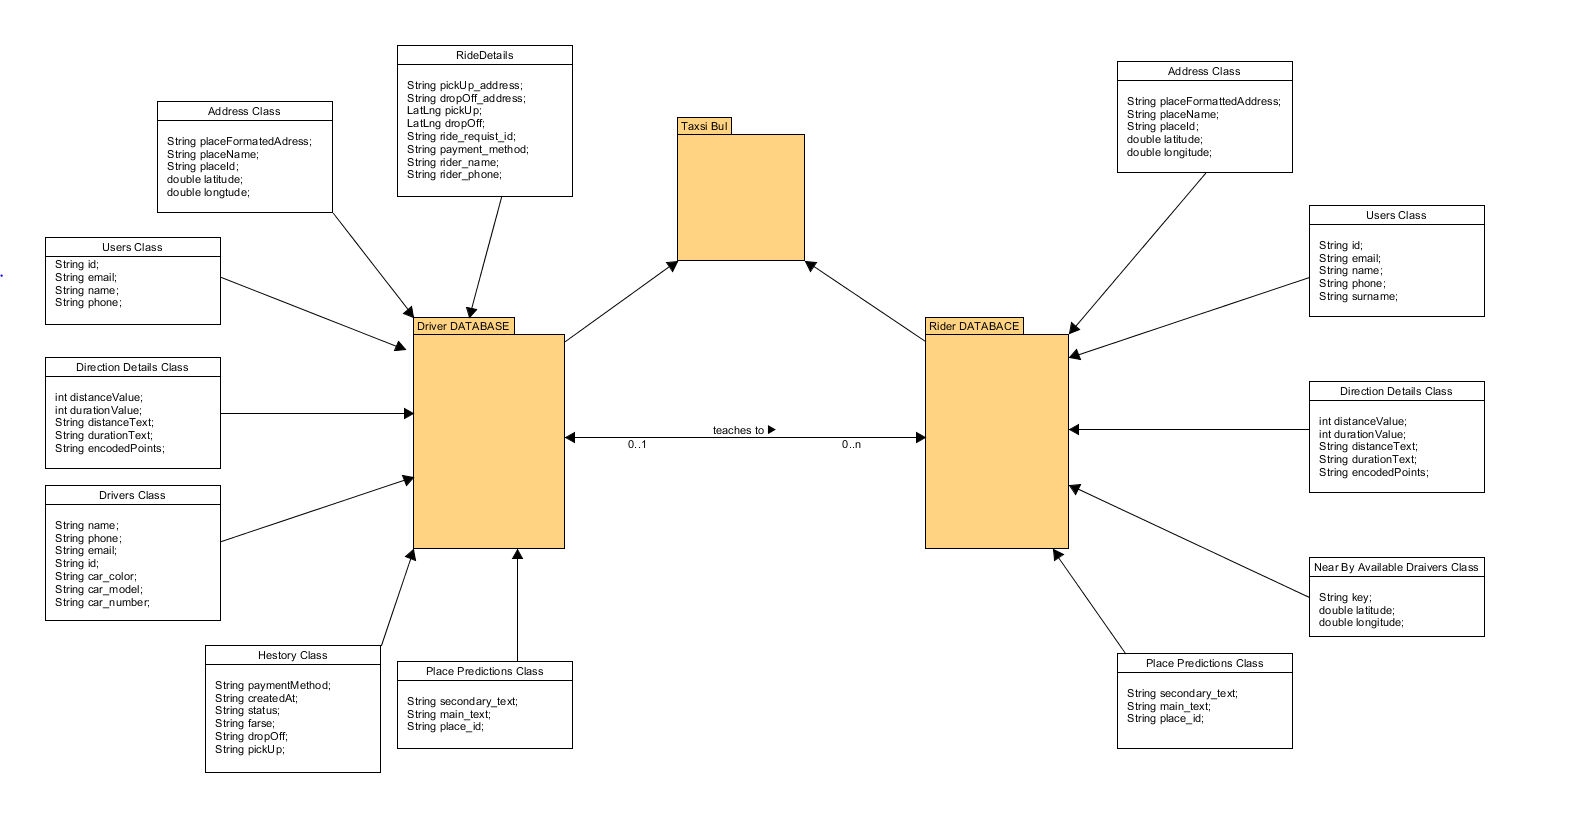 RideDetails
String pickUp_address;
String dropOff_address;
LatLng pickUp;
LatLng dropOff;
String ride_requist_id;
String payment_method;
String rider_name;
String rider_phone;
Address Class
String placeFormatedAdress;
String placeName;
String placeId;
double latitude;
double longtude;
Taxsi Bul
Address Class
String placeFormattedAddress;
String placeName;
String placeId;
double latitude;
double longitude;
Users Class
String id;
String email;
String name;
String phone;
Users Class
String id;
String email;
String name;
String phone;
String surname;
Driver DATABASE
Rider DATABACE
Direction Details Class
int distanceValue;
int durationValue;
String distanceText;
String durationText;
String encodedPoints;
teaches to
0..1
0..n
Direction Details Class
int distanceValue;
int durationValue;
String distanceText;
String durationText;
String encodedPoints;
Drivers Class
String name;
String phone;
String email;
String id;
String car_color;
String car_model;
String car_number;
Near By Available Draivers Class
String key;
double latitude;
double longitude;
Hestory Class
String paymentMethod;
String createdAt;
String status;
String farse;
String dropOff;
String pickUp;
Place Predictions Class
String secondary_text;
String main_text;
String place_id;
Place Predictions Class
String secondary_text;
String main_text;
String place_id;